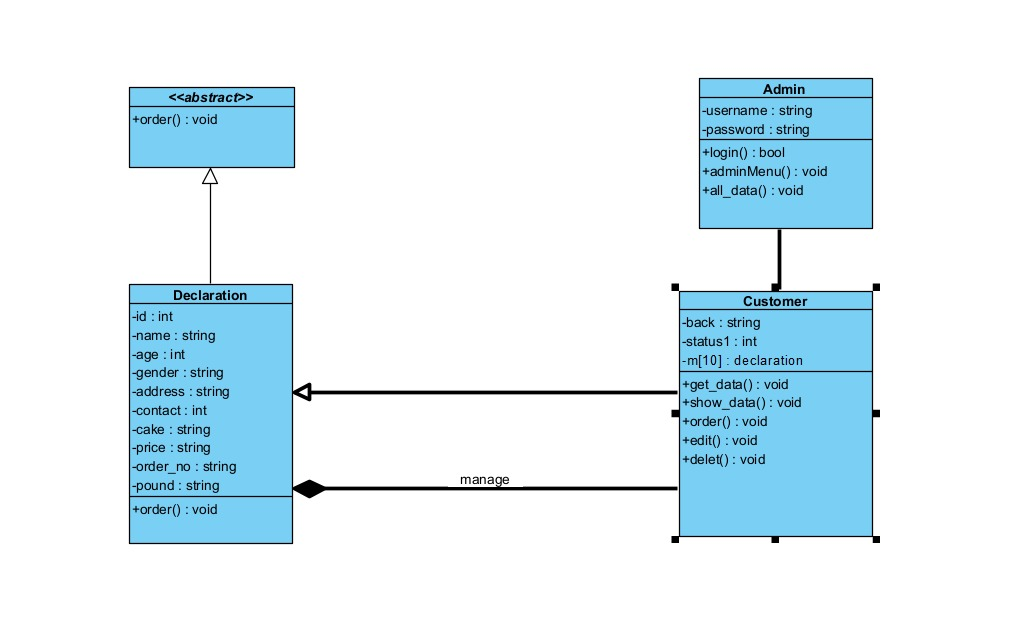 <<abstract>>
+order() : void
Admin
-username : string
-password : string
+login() : bool
+adminMenu() : void
+all_data() : void
Declaration
-id : int
-name : string
-age : int
-gender : string
-address : string
-contact : int
-cake : string
-price : string
-order_no : string
-pound : string
+order() : void
manage
Customer
-back : string
-status1 : int
-m[10] : declaration
+get_data() : void
+show_data() : void
+order() : void
+edit() : void
+delet() : void